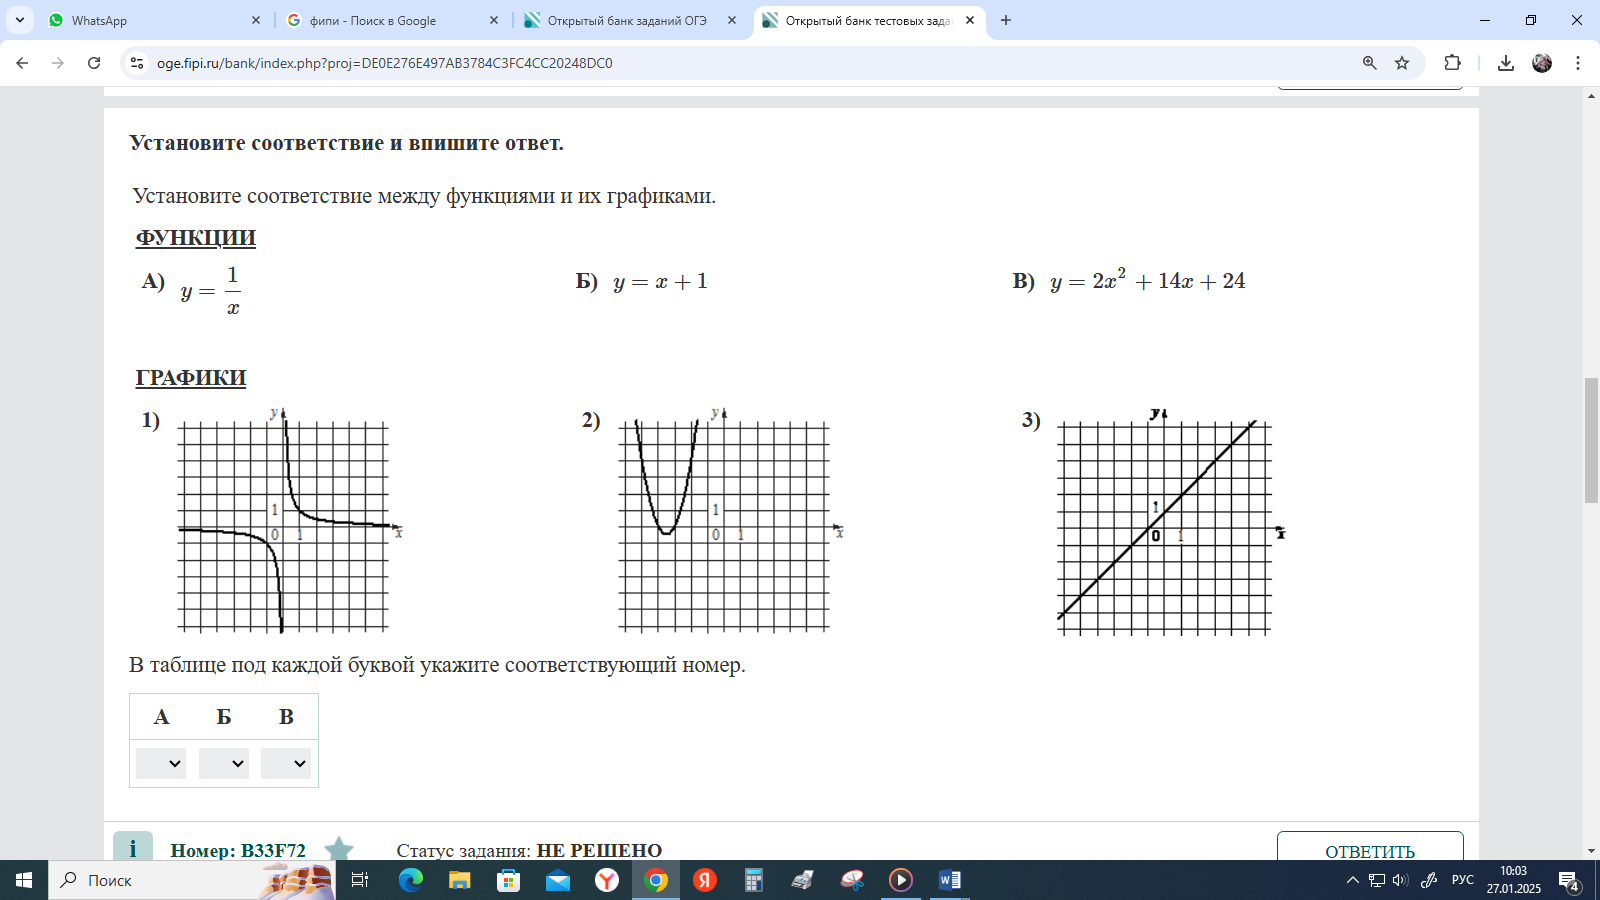 WhatsApp
фипи - Поиск в Google
Открытый банк заданий ОГЭ
Открытый банк тестовых зада
oge.fipi.ru/bank/index.php?proj=DE0E276E497AB3784C3FC4CC20248DC0
Установите соответствие и впишите ответ.
Установите соответствие между функциями и их графиками.
ФУНКЦИИ
А) y = 1/x Б) y = x + 1 В) y = 2x² + 14x + 24
ГРАФИКИ
1) y 1 0 1 x
2) y 1 0 1 x
3) y 1 0 1 x
В таблице под каждой буквой укажите соответствующий номер.
А Б В
i Номер: B33F72 Статус задания: НЕ РЕШЕНО ОТВЕТИТЬ
Поиск
РУС
10:03
27.01.2025
4